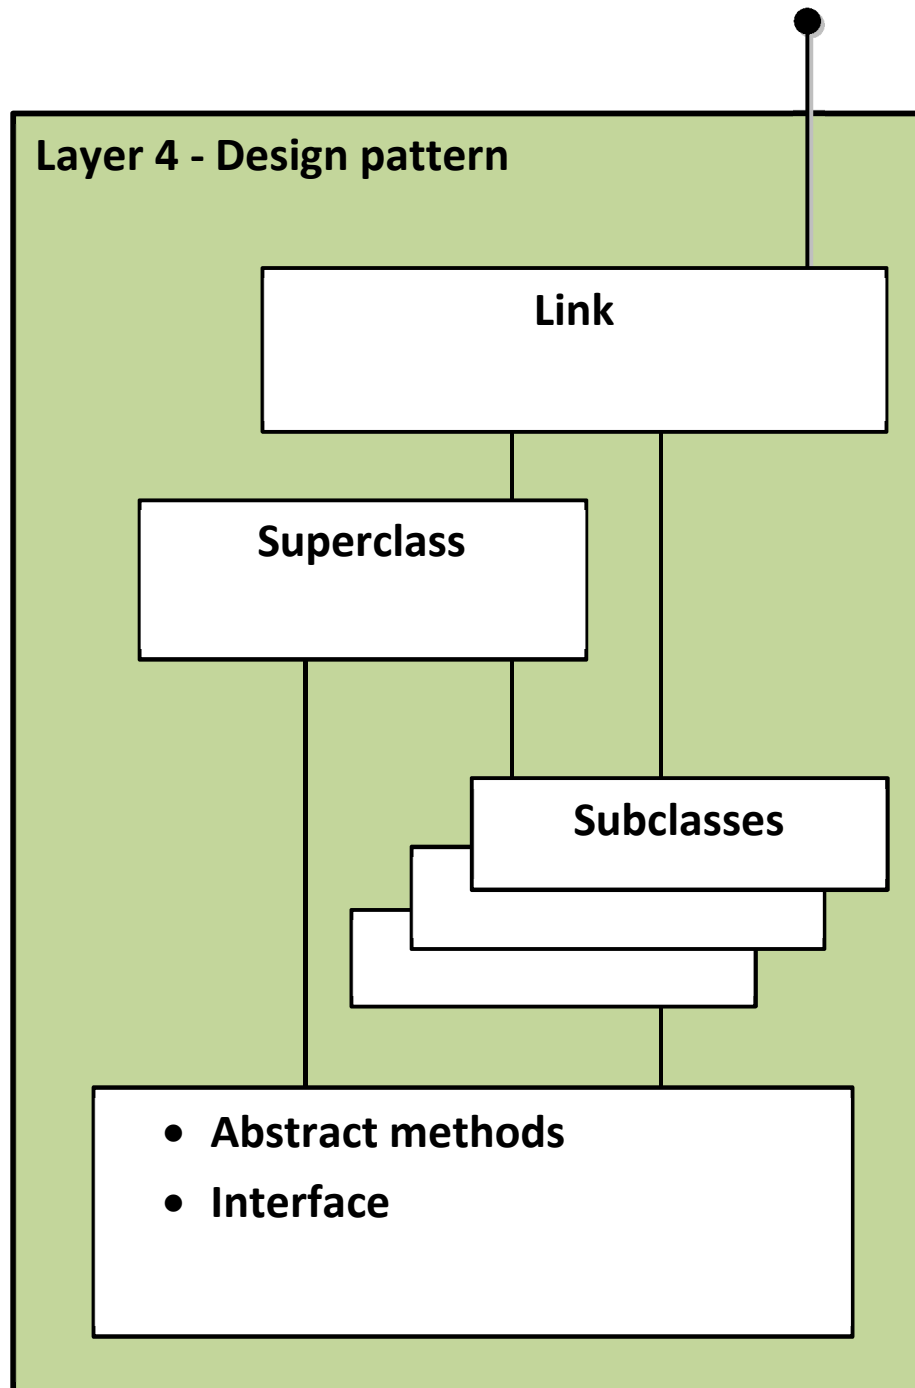 Layer 4 - Design pattern
Link
Superclass
Subclasses
• Abstract methods
• Interface